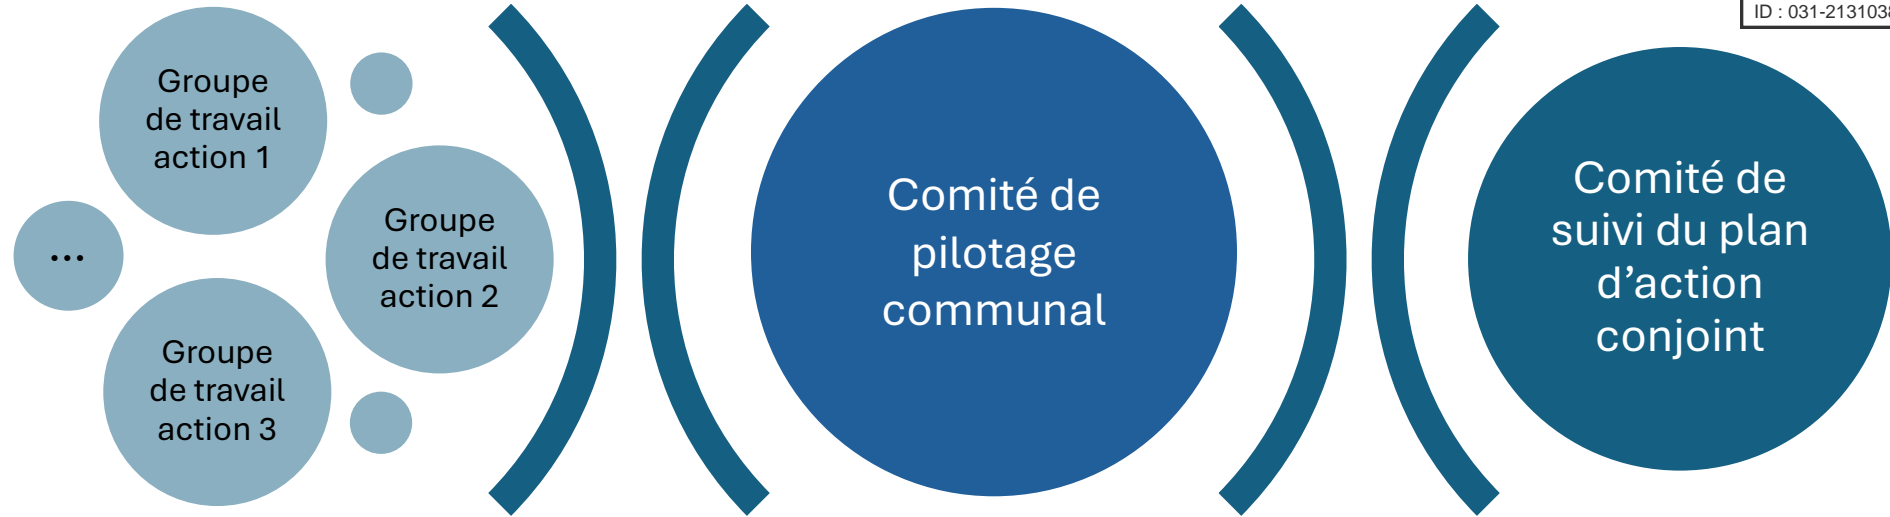 ID : 031-2131038
Groupe
de travail
action 1
Groupe
de travail
action 2
...
Groupe
de travail
action 3
Comité de
pilotage
communal
Comité de
suivi du plan
d’action
conjoint